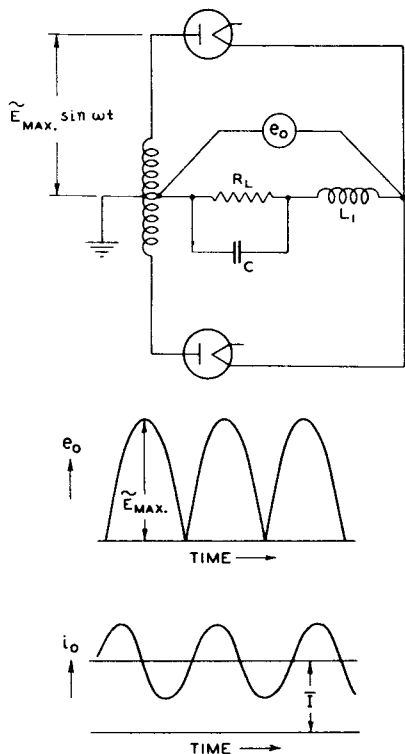 Ẽ MAX. sin ωt
e₀
R_L
L₁
C
e₀
Ẽ MAX.
TIME →
i₀
Ī
TIME →